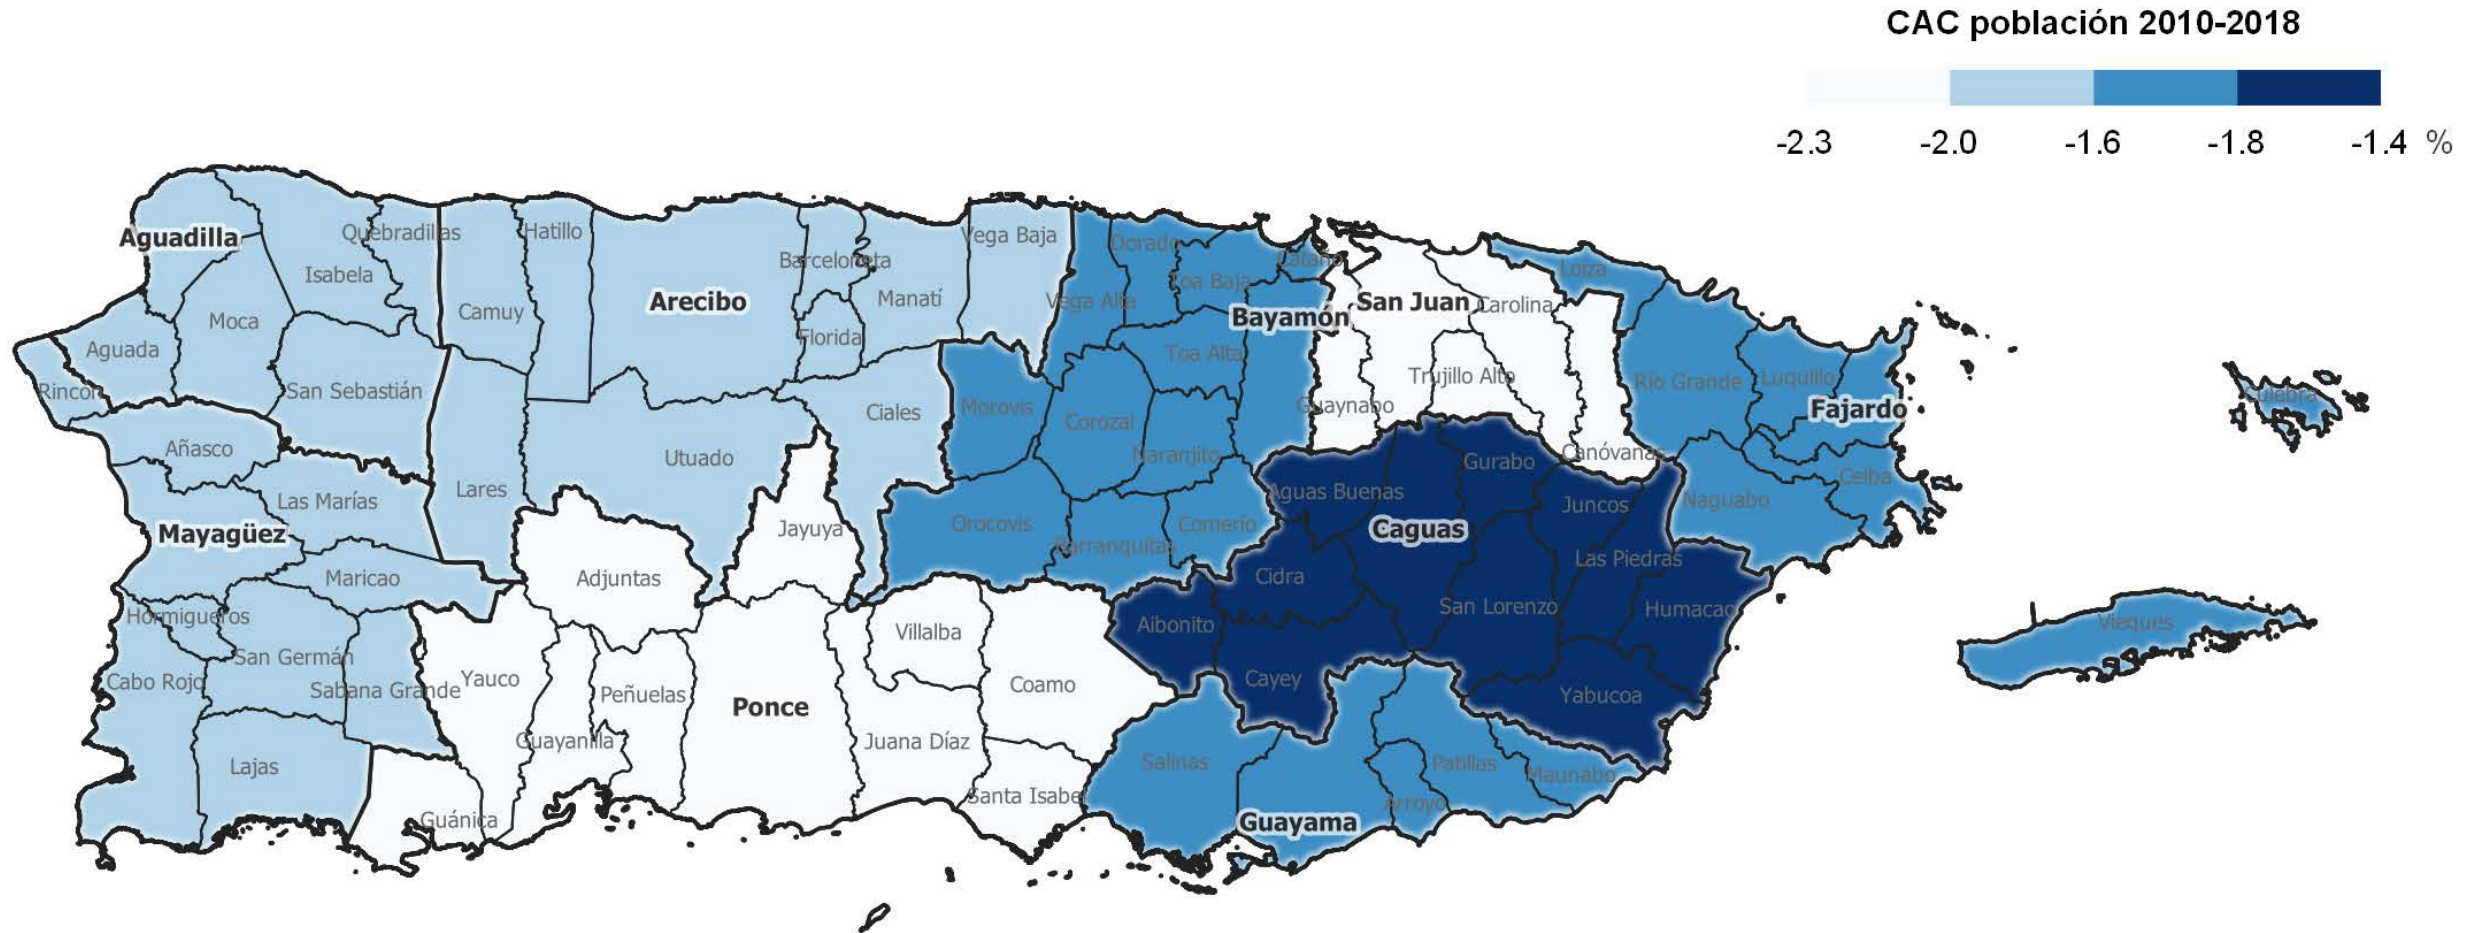 CAC población 2010-2018
-2.3 -2.0 -1.6 -1.8 -1.4 %
Aguadilla
Quebradillas
Hatillo
Vega Baja
Dorado
Isabela
Barceloneta
Toa Baja
Cataño
Loiza
Moca
Camuy
Arecibo
Manatí
Vega Alta
Bayamón
San Juan
Carolina
Aguada
Florida
Toa Alta
Rincón
San Sebastián
Ciales
Morovis
Corozal
Guaynabo
Trujillo Alto
Río Grande
Luquillo
Fajardo
Culebra
Añasco
Utuado
Naranjito
Gurabo
Canóvanas
Las Marías
Lares
Aguas Buenas
Juncos
Naguabo
Ceiba
Mayagüez
Jayuya
Orocovis
Barranquitas
Comerío
Caguas
Las Piedras
Maricao
Adjuntas
Cidra
San Lorenzo
Humacao
Hormigueros
Villalba
Aibonito
Vieques
San Germán
Cabo Rojo
Sabana Grande
Yauco
Peñuelas
Ponce
Coamo
Cayey
Yabucoa
Lajas
Guayanilla
Juana Díaz
Salinas
Patillas
Maunabo
Guánica
Santa Isabel
Guayama
Arroyo